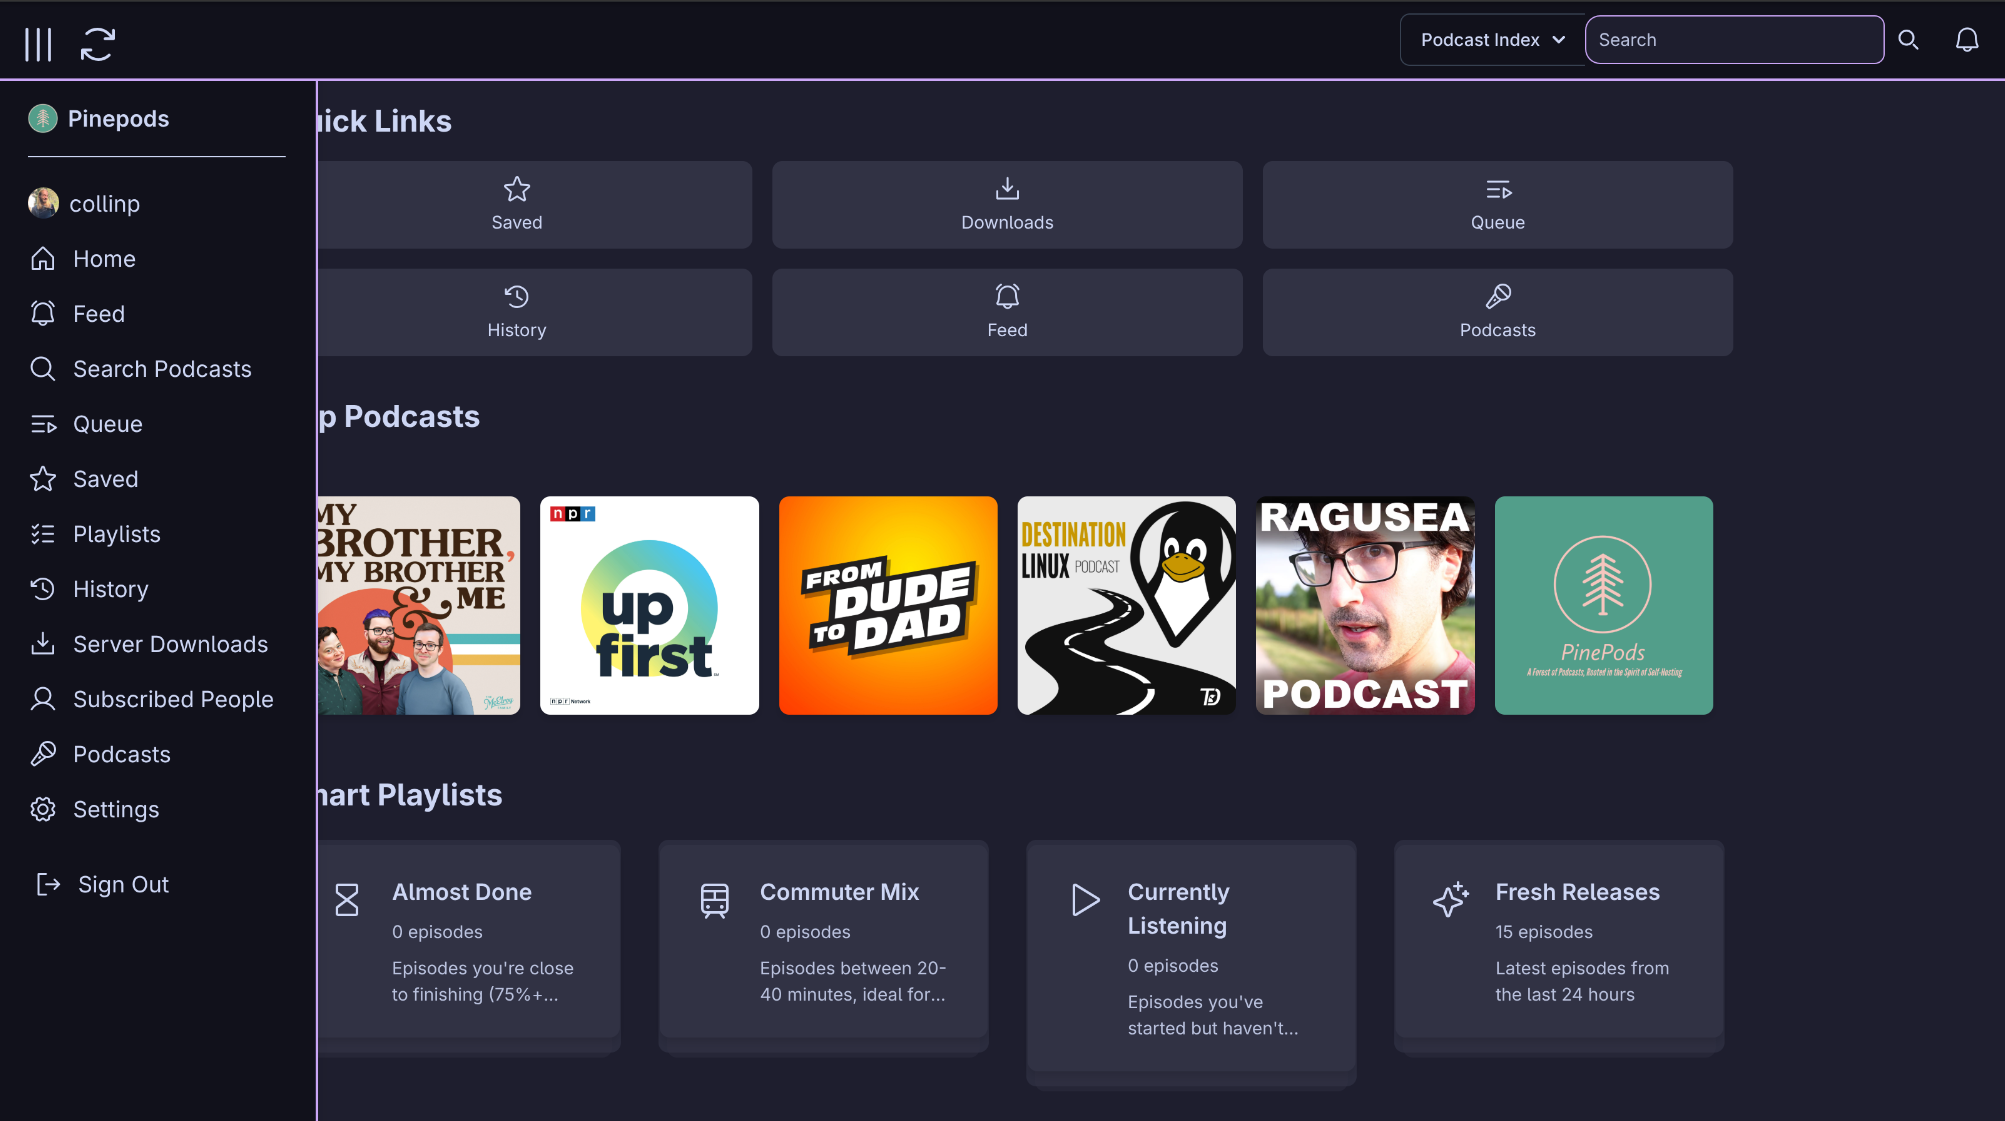 Podcast Index
Search
Pinepods
collinp
Home
Feed
Search Podcasts
Queue
Saved
Playlists
History
Server Downloads
Subscribed People
Podcasts
Settings
Sign Out
ick Links
Saved
Downloads
Queue
History
Feed
Podcasts
p Podcasts
MY
BROTHER,
MY BROTHER
& ME
npr
up
first
npr Network
FROM
DUDE
TO DAD
DESTINATION
LINUX PODCAST
RAGUSEA
PODCAST
PinePods
A Forest of Podcasts, Rooted in the Spirit of Self-Hosting
art Playlists
Almost Done
0 episodes
Episodes you're close
to finishing (75%+...
Commuter Mix
0 episodes
Episodes between 20-
40 minutes, ideal for...
Currently
Listening
0 episodes
Episodes you've
started but haven't...
Fresh Releases
15 episodes
Latest episodes from
the last 24 hours